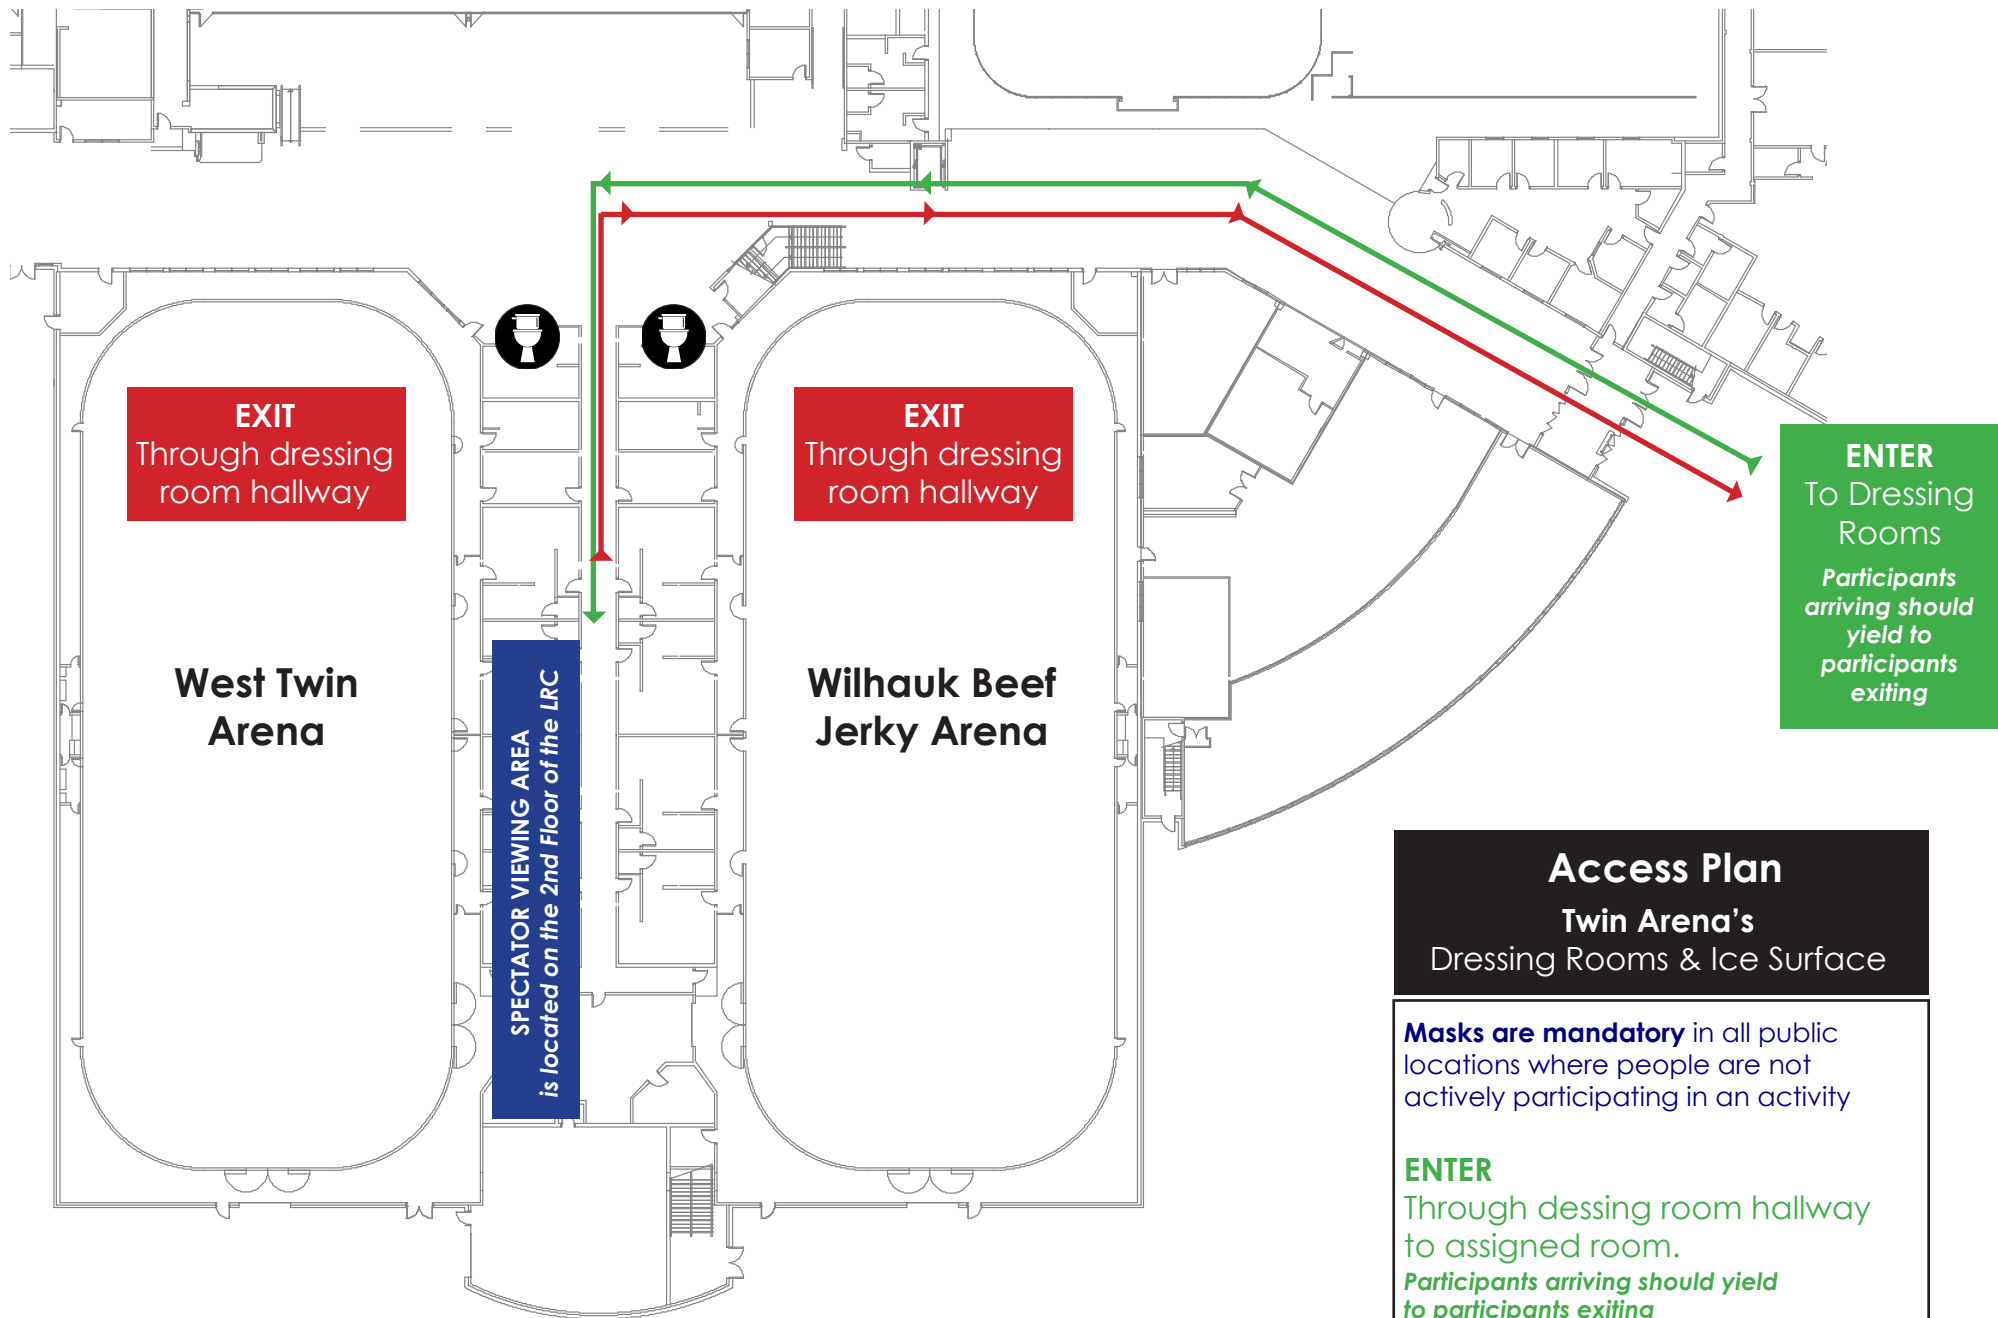 EXIT
Through dressing
room hallway
EXIT
Through dressing
room hallway
ENTER
To Dressing
Rooms
Participants
arriving should
yield to
participants
exiting
West Twin
Arena
Wilhauk Beef
Jerky Arena
SPECTATOR VIEWING AREA
is located on the 2nd Floor of the LRC
Access Plan
Twin Arena’s
Dressing Rooms & Ice Surface
Masks are mandatory in all public
locations where people are not
actively participating in an activity
ENTER
Through dessing room hallway
to assigned room.
Participants arriving should yield
to participants exiting